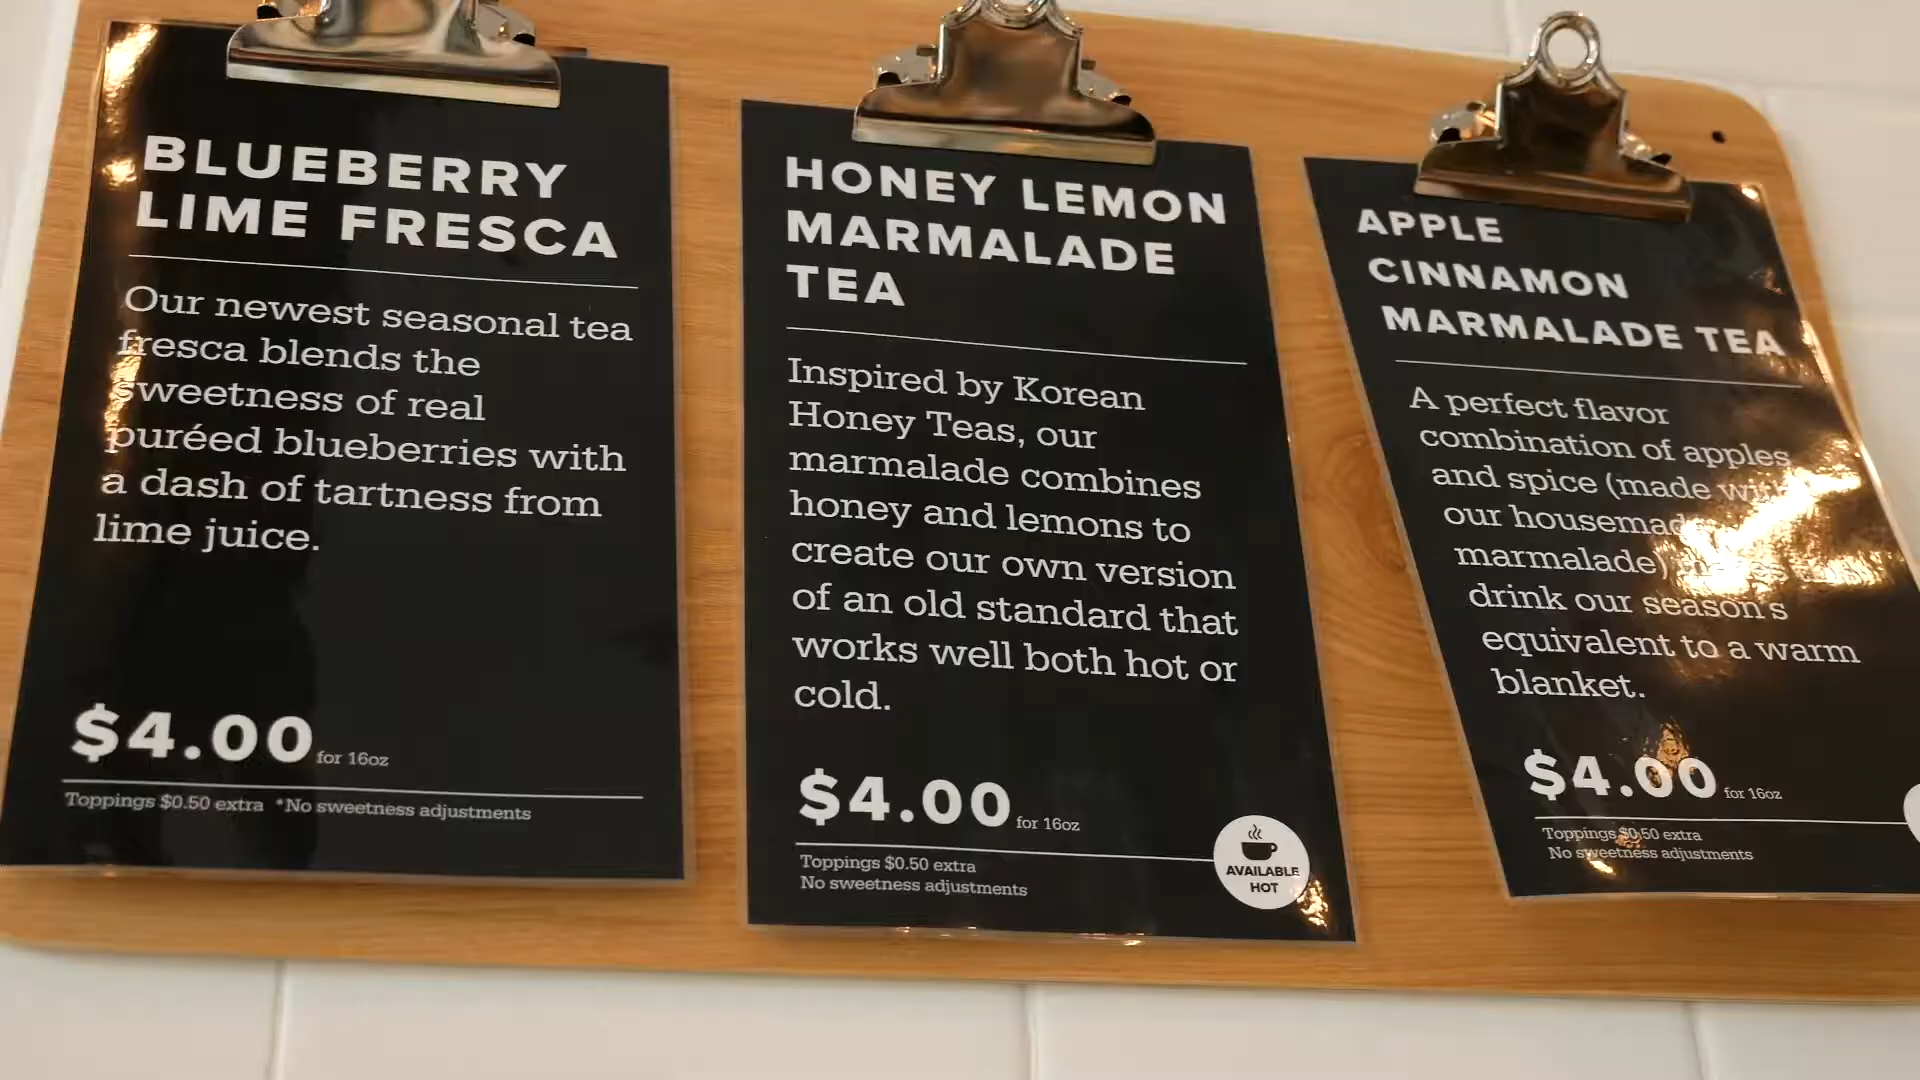 BLUEBERRY
LIME FRESCA
Our newest seasonal tea
fresca blends the
sweetness of real
puréed blueberries with
a dash of tartness from
lime juice.
$4.00 for 16oz
Toppings $0.50 extra *No sweetness adjustments
HONEY LEMON
MARMALADE
TEA
Inspired by Korean
Honey Teas, our
marmalade combines
honey and lemons to
create our own version
of an old standard that
works well both hot or
cold.
$4.00 for 16oz
Toppings $0.50 extra
No sweetness adjustments
AVAILABLE
HOT
APPLE
CINNAMON
MARMALADE TEA
A perfect flavor
combination of apples
and spice (made with
our housemade
marmalade)
drink our season's
equivalent to a warm
blanket.
$4.00 for 16oz
Toppings $0.50 extra
No sweetness adjustments